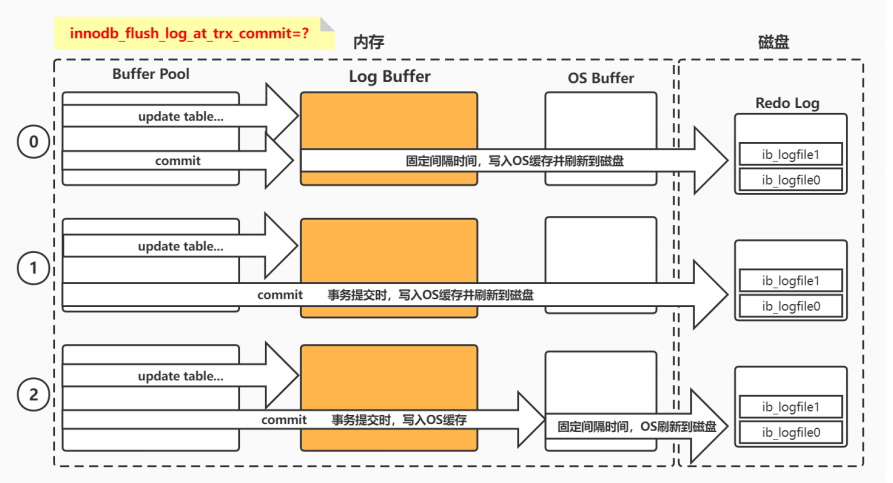 innodb_flush_log_at_trx_commit=?
内存
磁盘
Buffer Pool
Log Buffer
OS Buffer
Redo Log
0
update table...
commit
固定间隔时间，写入OS缓存并刷新到磁盘
ib_logfile1
ib_logfile0
1
update table...
commit 事务提交时，写入OS缓存并刷新到磁盘
ib_logfile1
ib_logfile0
2
update table...
commit 事务提交时，写入OS缓存
固定间隔时间，OS刷新到磁盘
ib_logfile1
ib_logfile0